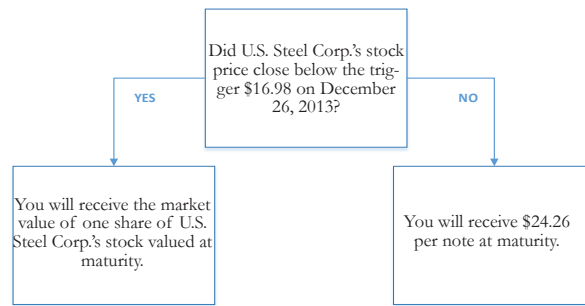 Did U.S. Steel Corp.'s stock
price close below the trig-
ger $16.98 on December
26, 2013?
YES
NO
You will receive the market
value of one share of U.S.
Steel Corp.'s stock valued at
maturity.
You will receive $24.26
per note at maturity.